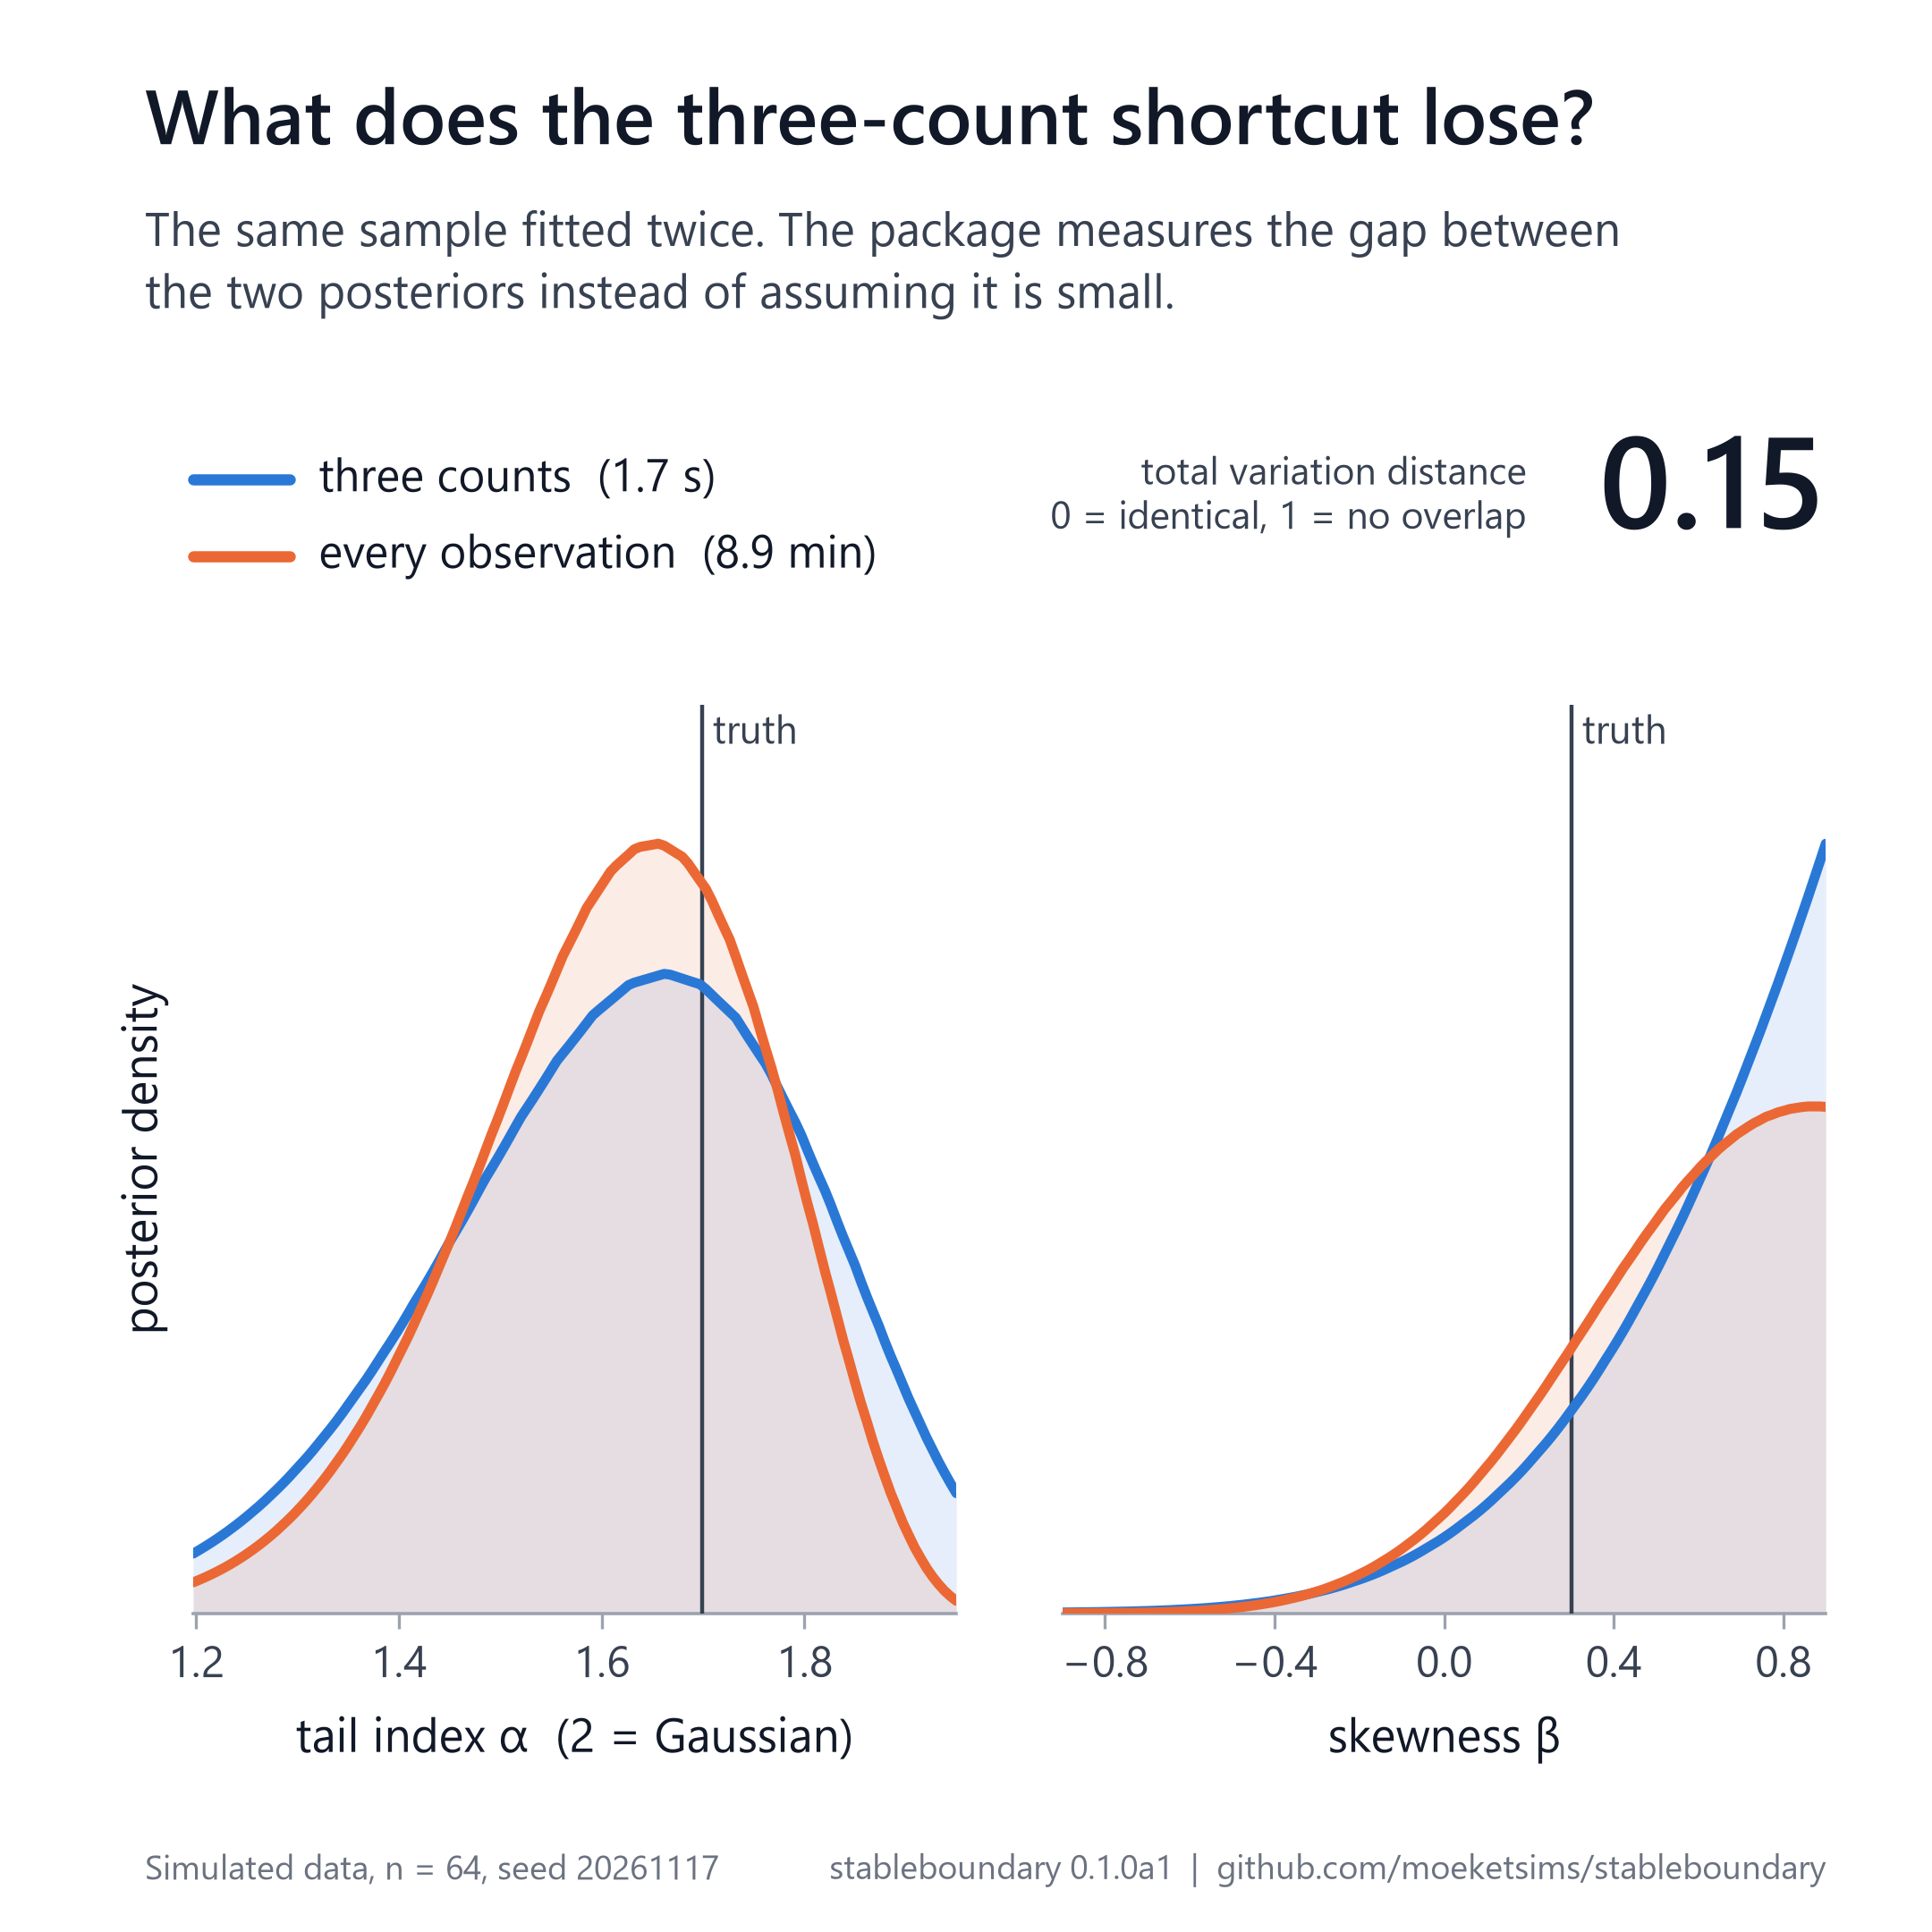 What does the three-count shortcut lose?
The same sample fitted twice. The package measures the gap between
the two posteriors instead of assuming it is small.
three counts (1.7 s)
every observation (8.9 min)
total variation distance
0 = identical, 1 = no overlap
0.15
truth
truth
posterior density
1.2 1.4 1.6 1.8
−0.8 −0.4 0.0 0.4 0.8
tail index α (2 = Gaussian)
skewness β
Simulated data, n = 64, seed 20261117
stableboundary 0.1.0a1 | github.com/moeketsims/stableboundary